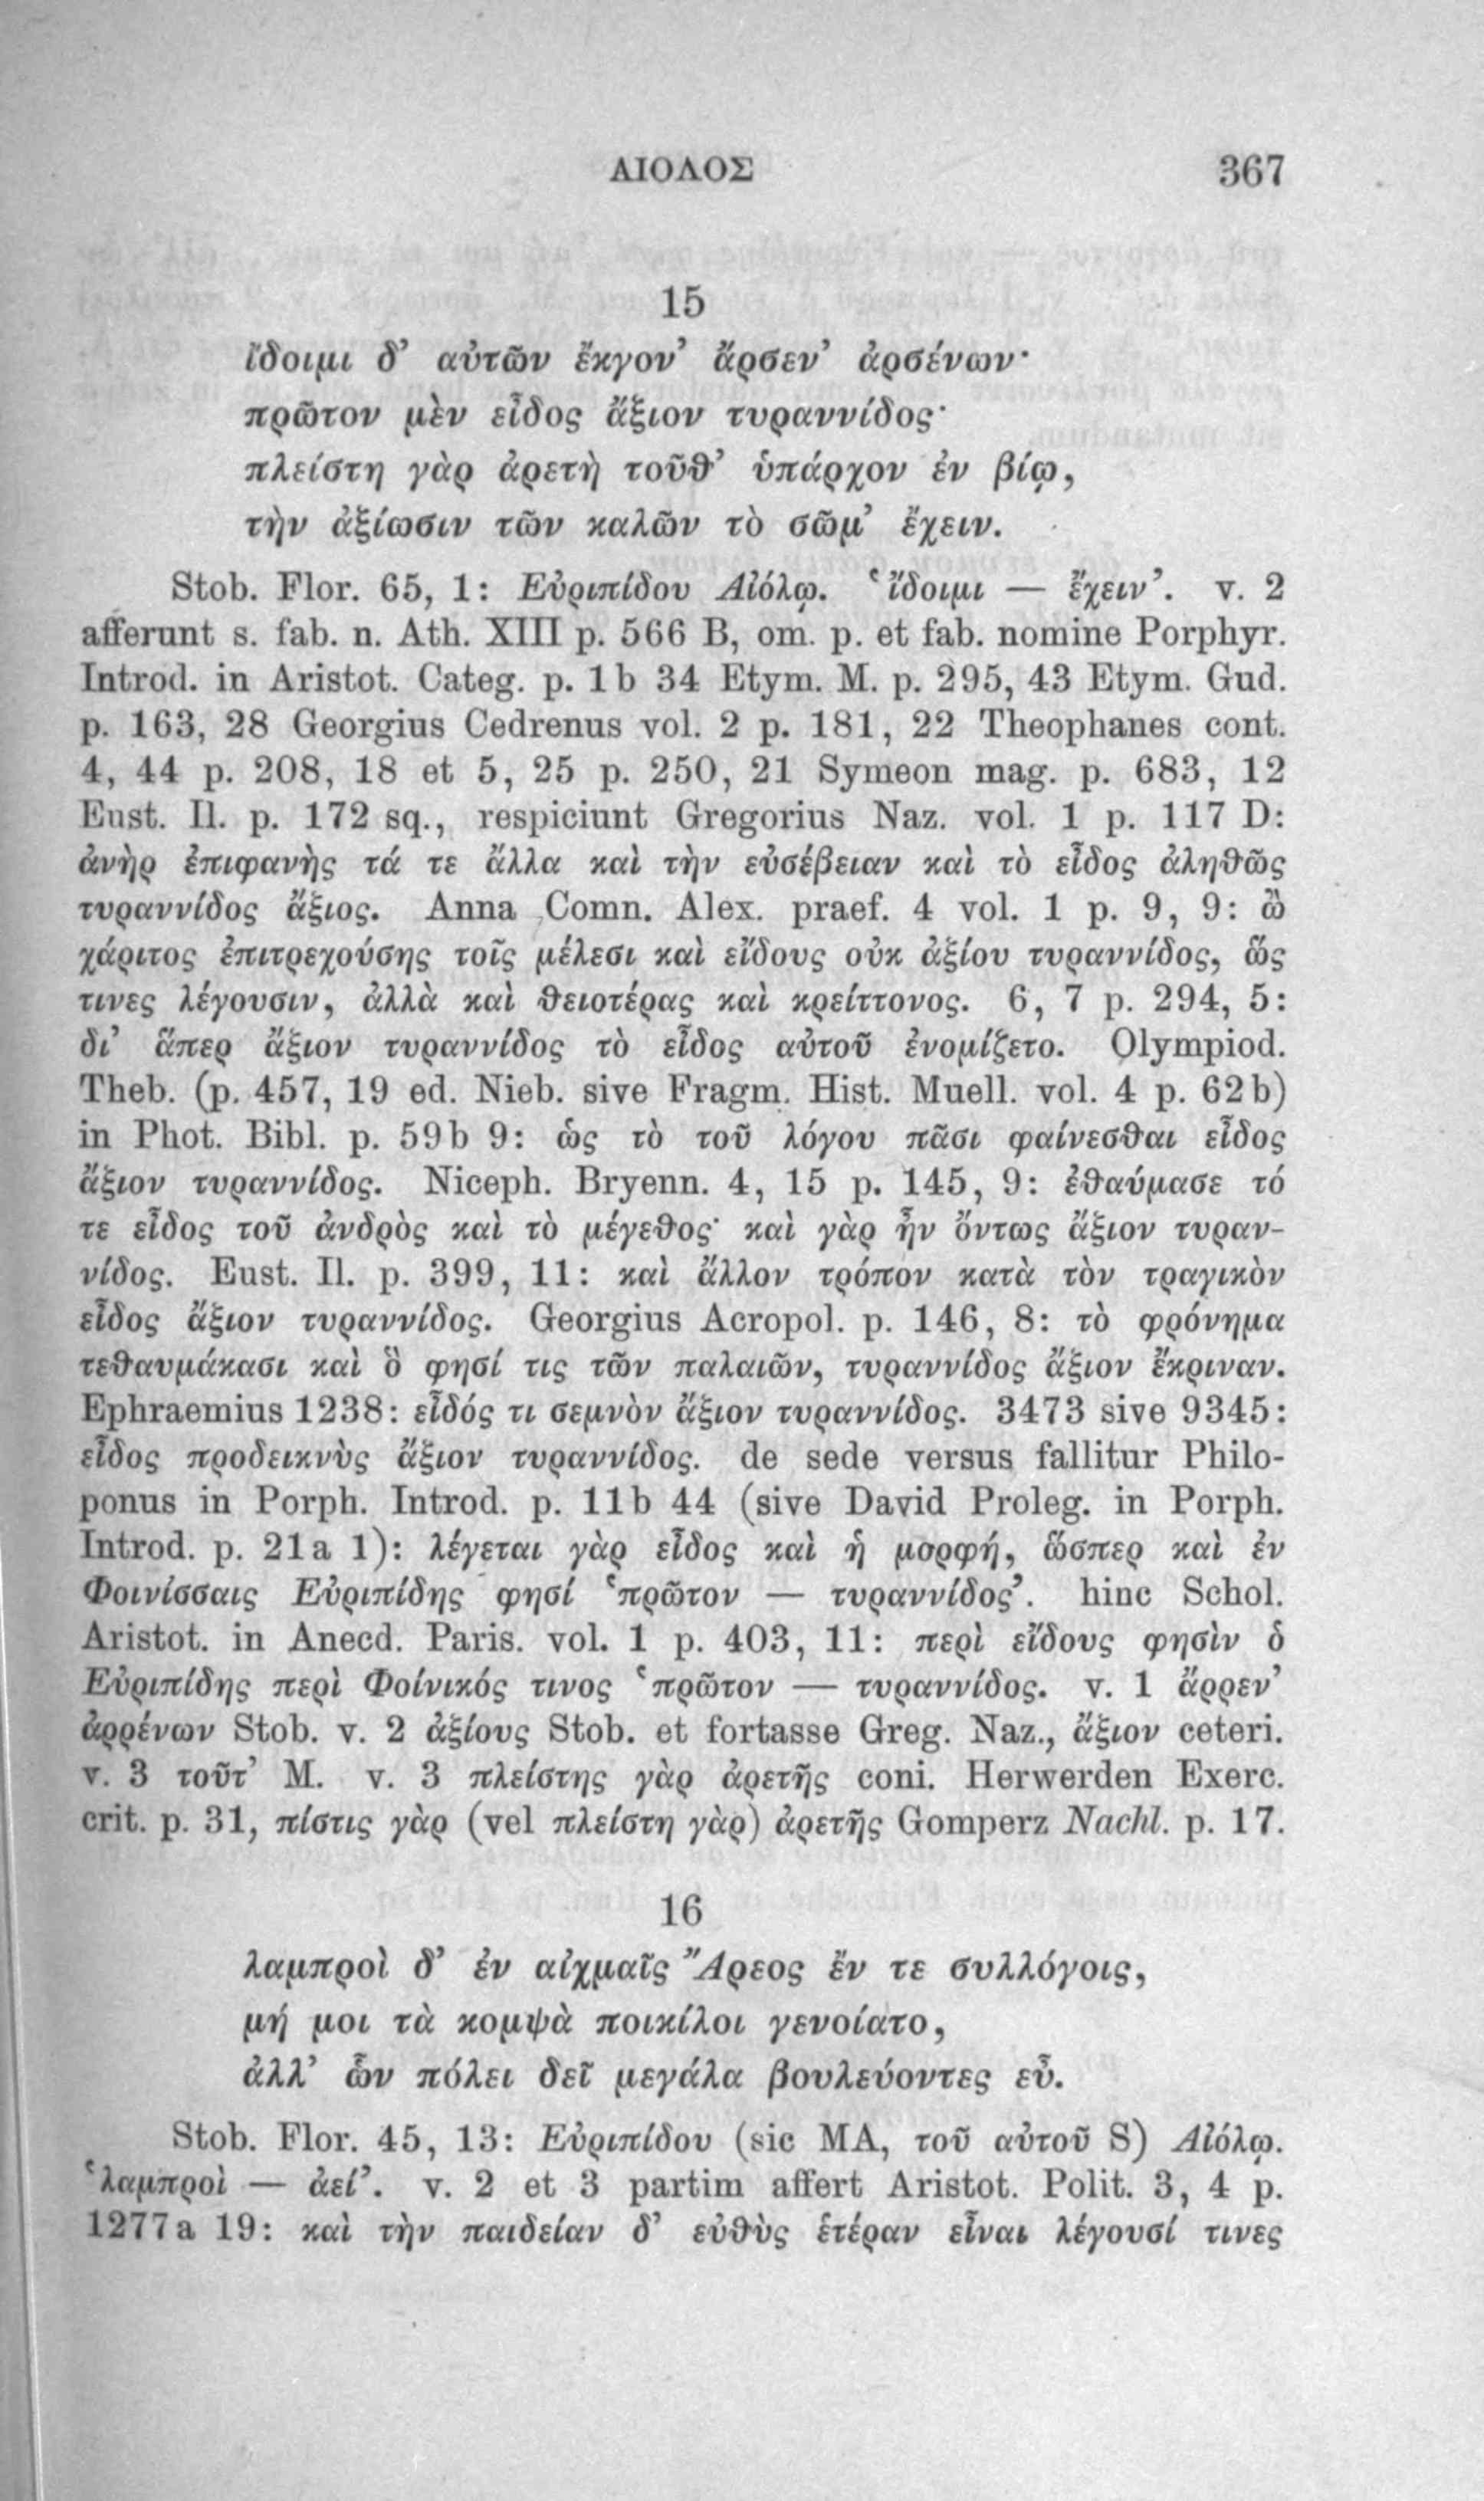 ΑΙΟΛΟΣ 367
15
ἴδοιμι δ’ αὐτῶν ἔκγον’ ἄρσεν’ ἀρσένων·
πρῶτον μὲν εἶδος ἄξιον τυραννίδος·
πλείστη γὰρ ἀρετὴ τοῦθ’ ὑπάρχον ἐν βίῳ,
τὴν ἀξίωσιν τῶν καλῶν τὸ σῶμ’ ἔχειν.
Stob. Flor. 65, 1: Εὐριπίδου Αἰόλῳ. ‘ἴδοιμι — ἔχειν’. v. 2
afferunt s. fab. n. Ath. XIII p. 566 B, om. p. et fab. nomine Porphyr.
Introd. in Aristot. Categ. p. 1b 34 Etym. M. p. 295, 43 Etym. Gud.
p. 163, 28 Georgius Cedrenus vol. 2 p. 181, 22 Theophanes cont.
4, 44 p. 208, 18 et 5, 25 p. 250, 21 Symeon mag. p. 683, 12
Eust. Il. p. 172 sq., respiciunt Gregorius Naz. vol. 1 p. 117 D:
ἀνὴρ ἐπιφανὴς τά τε ἄλλα καὶ τὴν εὐσέβειαν καὶ τὸ εἶδος ἀληθῶς
τυραννίδος ἄξιος. Anna Comn. Alex. praef. 4 vol. 1 p. 9, 9: ὢ
χάριτος ἐπιτρεχούσης τοῖς μέλεσι καὶ εἴδους οὐκ ἀξίου τυραννίδος, ὥς
τινες λέγουσιν, ἀλλὰ καὶ θειοτέρας καὶ κρείττονος. 6, 7 p. 294, 5:
δι’ ἅπερ ἄξιον τυραννίδος τὸ εἶδος αὐτοῦ ἐνομίζετο. Olympiod.
Theb. (p. 457, 19 ed. Nieb. sive Fragm. Hist. Muell. vol. 4 p. 62b)
in Phot. Bibl. p. 59b 9: ὡς τὸ τοῦ λόγου πᾶσι φαίνεσθαι εἶδος
ἄξιον τυραννίδος. Niceph. Bryenn. 4, 15 p. 145, 9: ἐθαύμασε τό
τε εἶδος τοῦ ἀνδρὸς καὶ τὸ μέγεθος· καὶ γὰρ ἦν ὄντως ἄξιον τυραν-
νίδος. Eust. Il. p. 399, 11: καὶ ἄλλον τρόπον κατὰ τὸν τραγικὸν
εἶδος ἄξιον τυραννίδος. Georgius Acropol. p. 146, 8: τὸ φρόνημα
τεθαυμάκασι καὶ ὅ φησί τις τῶν παλαιῶν, τυραννίδος ἄξιον ἔκριναν.
Ephraemius 1238: εἶδός τι σεμνὸν ἄξιον τυραννίδος. 3473 sive 9345:
εἶδος προδεικνὺς ἄξιον τυραννίδος. de sede versus fallitur Philo-
ponus in Porph. Introd. p. 11b 44 (sive David Proleg. in Porph.
Introd. p. 21a 1): λέγεται γὰρ εἶδος καὶ ἡ μορφή, ὥσπερ καὶ ἐν
Φοινίσσαις Εὐριπίδης φησί ‘πρῶτον — τυραννίδος’. hinc Schol.
Aristot. in Anecd. Paris. vol. 1 p. 403, 11: περὶ εἴδους φησὶν ὁ
Εὐριπίδης περὶ Φοίνικός τινος ‘πρῶτον — τυραννίδος. v. 1 ἄρρεν’
ἀρρένων Stob. v. 2 ἀξίους Stob. et fortasse Greg. Naz., ἄξιον ceteri.
v. 3 τοῦτ’ M. v. 3 πλείστης γὰρ ἀρετῆς coni. Herwerden Exerc.
crit. p. 31, πίστις γὰρ (vel πλείστη γὰρ) ἀρετῆς Gomperz Nachl. p. 17.
16
λαμπροὶ δ’ ἐν αἰχμαῖς Ἄρεος ἔν τε συλλόγοις,
μή μοι τὰ κομψὰ ποικίλοι γενοίατο,
ἀλλ’ ὧν πόλει δεῖ μεγάλα βουλεύοντες εὖ.
Stob. Flor. 45, 13: Εὐριπίδου (sic MA, τοῦ αὐτοῦ S) Αἰόλῳ.
‘λαμπροὶ — ἀεί’. v. 2 et 3 partim affert Aristot. Polit. 3, 4 p.
1277a 19: καὶ τὴν παιδείαν δ’ εὐθὺς ἑτέραν εἶναι λέγουσί τινες